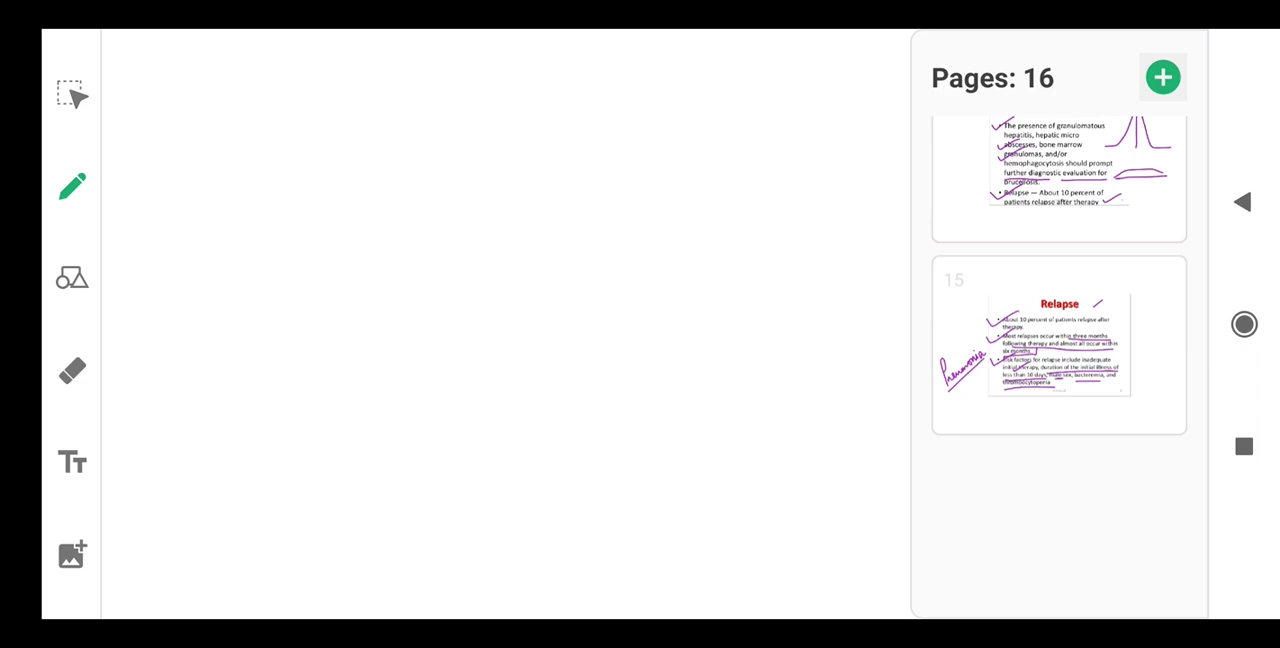 Pages: 16
• The presence of granulomatous
hepatitis, hepatic micro
abscesses, bone marrow
granulomas, and/or
hemophagocytosis should prompt
further diagnostic evaluation for
brucellosis.
• Relapse — About 10 percent of
patients relapse after therapy
15
Relapse
• About 10 percent of patients relapse after
therapy.
• Most relapses occur within three months
following therapy and almost all occur within
six months.
• Risk factors for relapse include inadequate
initial therapy, duration of the initial illness of
less than 10 days, male sex, bacteremia, and
thrombocytopenia
Pneumonia
Tт